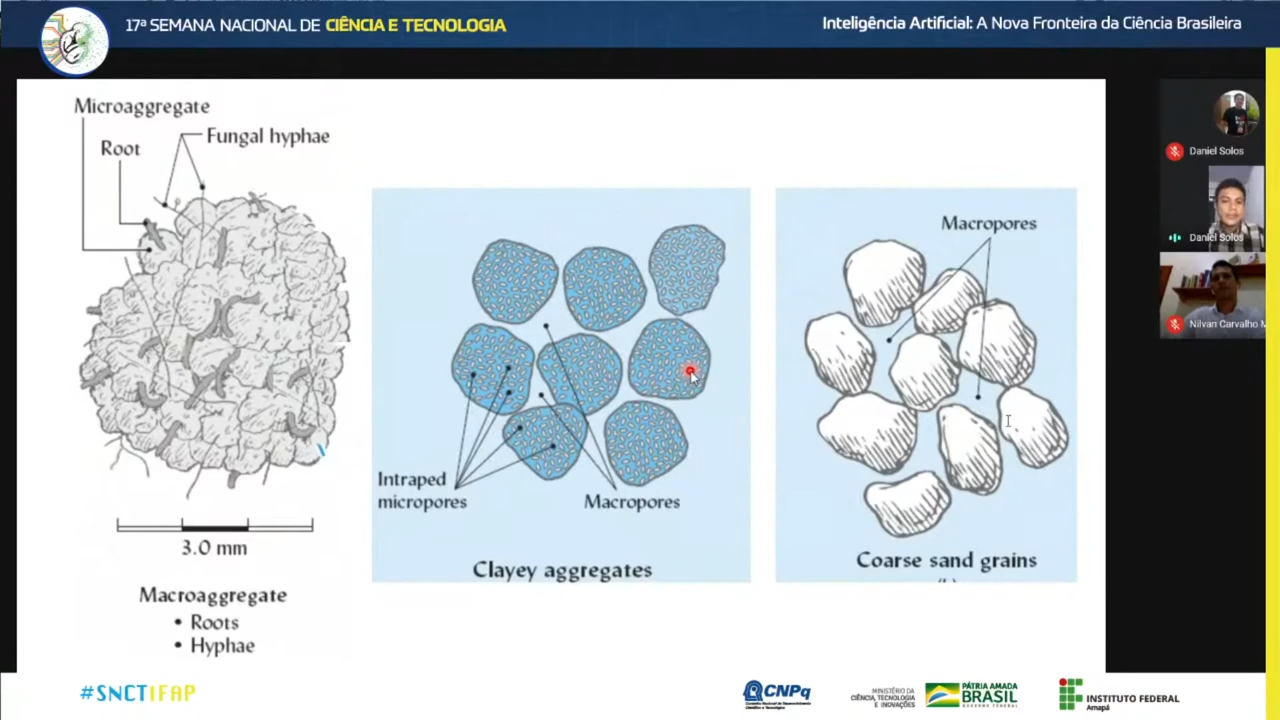 17ª SEMANA NACIONAL DE CIÊNCIA E TECNOLOGIA
Inteligência Artificial: A Nova Fronteira da Ciência Brasileira
Microaggregate
Fungal hyphae
Root
3.0 mm
Macroaggregate
• Roots
• Hyphae
Intraped
micropores
Macropores
Clayey aggregates
Macropores
Coarse sand grains
Daniel Solos
Daniel Solos
Nilvan Carvalho M
#SNCTIFAP
CNPq
Conselho Nacional de Desenvolvimento
Científico e Tecnológico
MINISTÉRIO DA
CIÊNCIA, TECNOLOGIA
E INOVAÇÕES
PÁTRIA AMADA
BRASIL
GOVERNO FEDERAL
INSTITUTO FEDERAL
Amapá